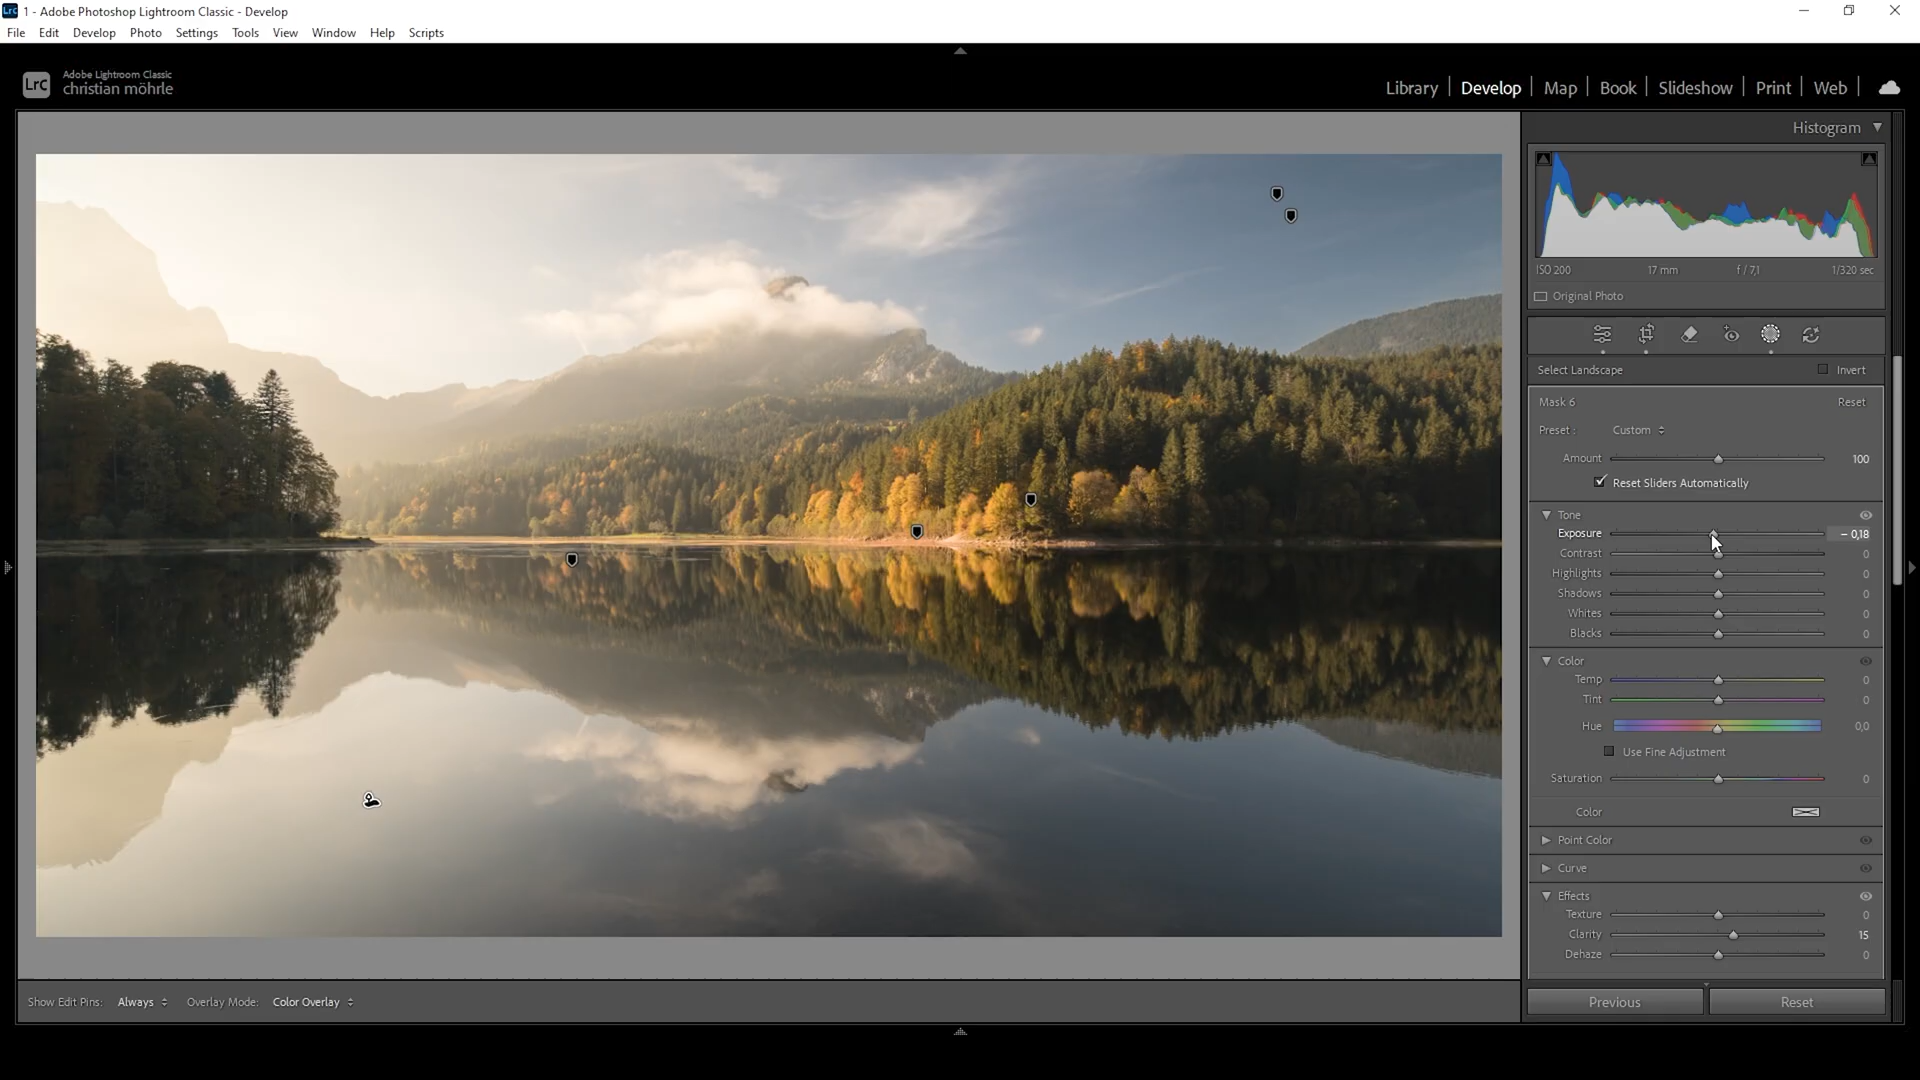 Lrc 1 - Adobe Photoshop Lightroom Classic - Develop
File Edit Develop Photo Settings Tools View Window Help Scripts
LrC
Adobe Lightroom Classic
christian möhrle
Library Develop Map Book Slideshow Print Web
Histogram
ISO 200 17 mm f / 7,1 1/320 sec
Original Photo
Select Landscape Invert
Mask 6 Reset
Preset : Custom
Amount 100
Reset Sliders Automatically
Tone
Exposure – 0,18
Contrast 0
Highlights 0
Shadows 0
Whites 0
Blacks 0
Color
Temp 0
Tint 0
Hue 0,0
Use Fine Adjustment
Saturation 0
Color
Point Color
Curve
Effects
Texture 0
Clarity 15
Dehaze 0
Show Edit Pins: Always Overlay Mode: Color Overlay
Previous Reset